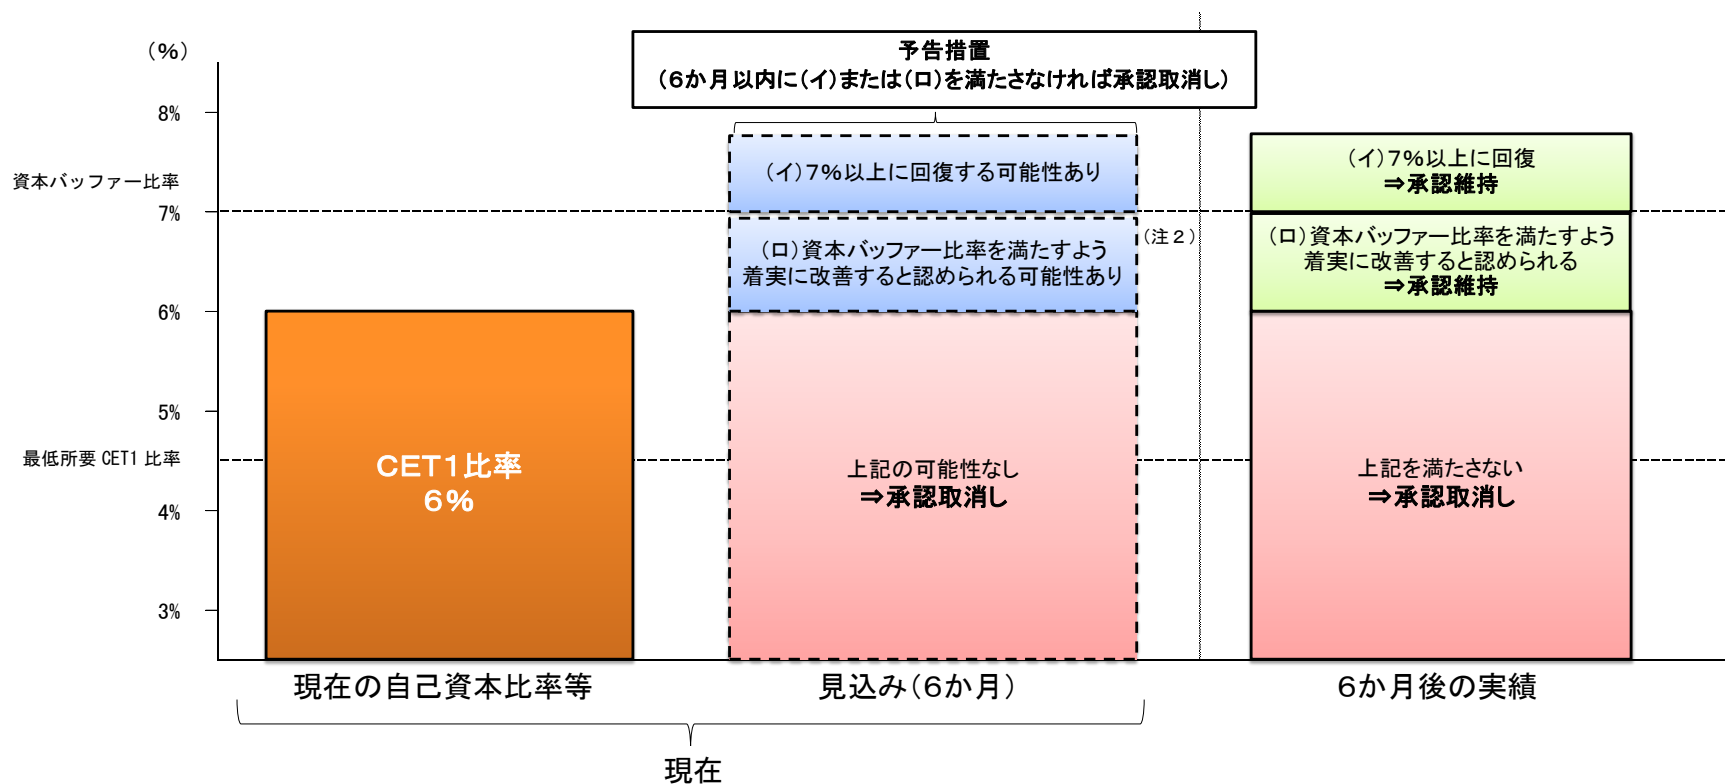 （％）
予告措置
（６か月以内に（イ）または（ロ）を満たさなければ承認取消し）
8%
資本バッファー比率
7%
6%
5%
最低所要 CET1 比率
4%
3%
ＣＥＴ１比率
６％
（イ）７％以上に回復する可能性あり
（ロ）資本バッファー比率を満たすよう
着実に改善すると認められる可能性あり
（注２）
上記の可能性なし
⇒承認取消し
（イ）７％以上に回復
⇒承認維持
（ロ）資本バッファー比率を満たすよう
着実に改善すると認められる
⇒承認維持
上記を満たさない
⇒承認取消し
現在の自己資本比率等
見込み（６か月）
６か月後の実績
現在